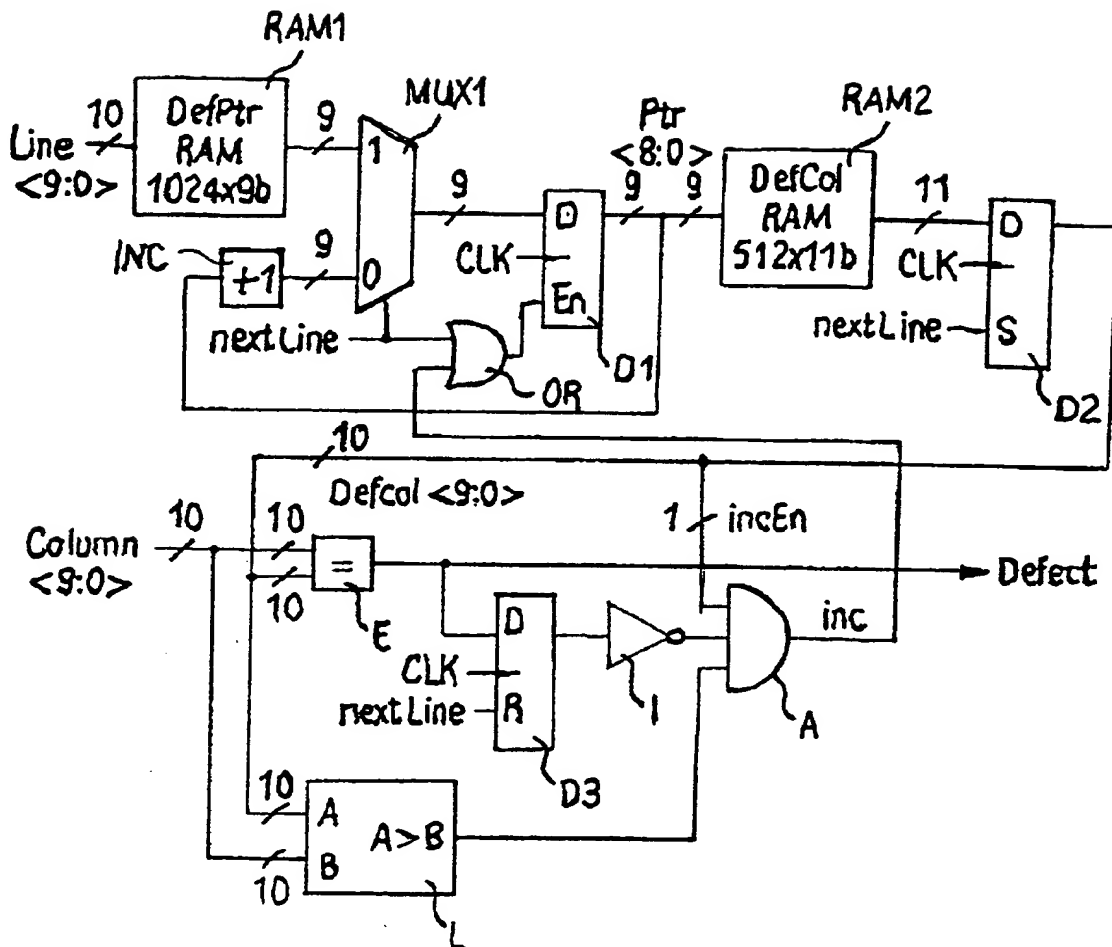 RAM1
10
Line
<9:0>
DefPtr
RAM
1024x9b
9
MUX1
1
0
INC
+1
9
nextLine
OR
9
D
CLK
En
D1
Ptr
<8:0>
9
9
RAM2
DefCol
RAM
512x11b
11
D
CLK
nextLine
S
D2
10
Defcol <9:0>
1
incEn
Column
<9:0>
10
10
10
=
E
Defect
D
CLK
nextLine
R
D3
I
inc
A
10
A
A>B
B
10
L